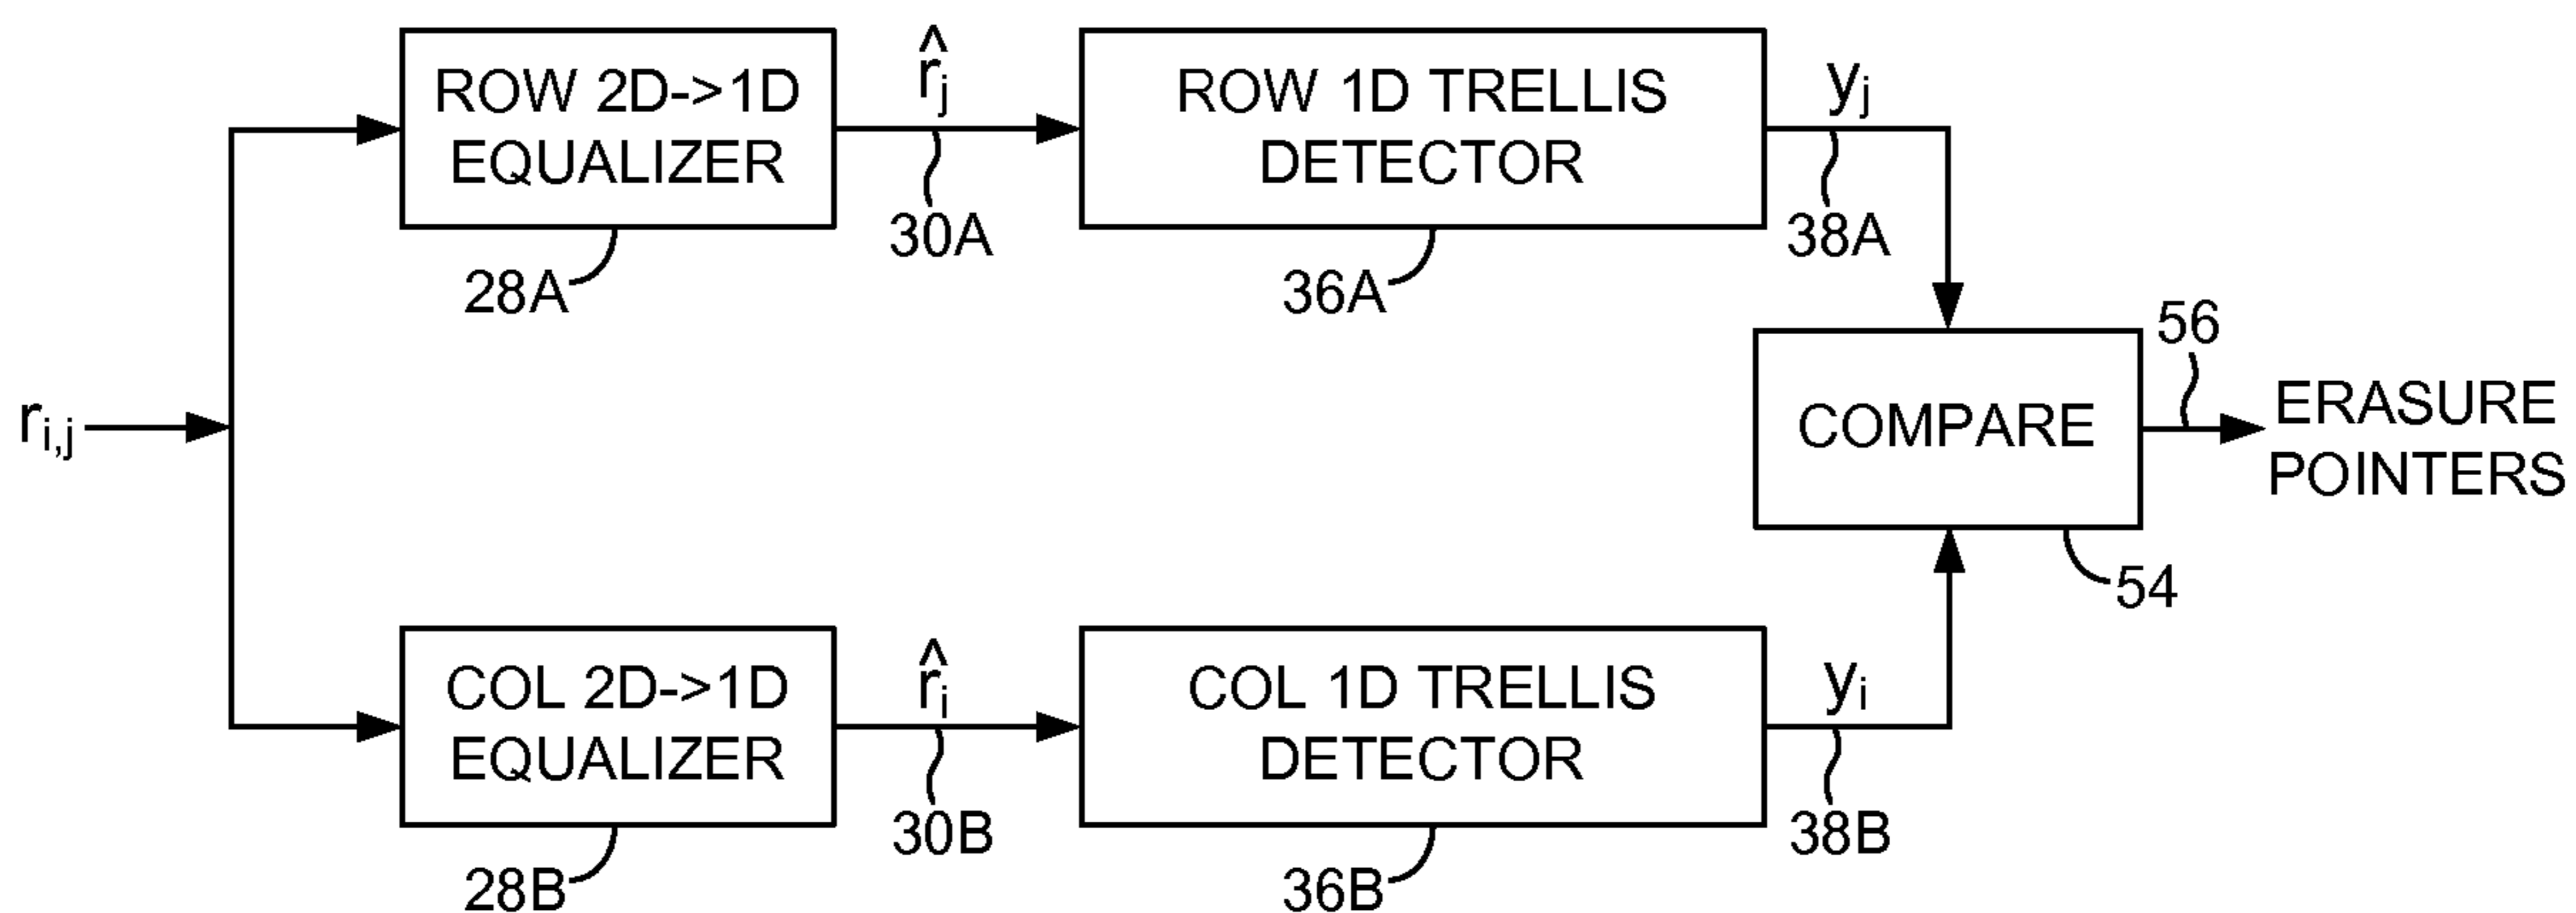 ROW 2D->1D
EQUALIZER
28A
r̂j
30A
ROW 1D TRELLIS
DETECTOR
36A
yj
38A
ri,j
COMPARE
54
56
ERASURE
POINTERS
COL 2D->1D
EQUALIZER
28B
r̂i
30B
COL 1D TRELLIS
DETECTOR
36B
yi
38B